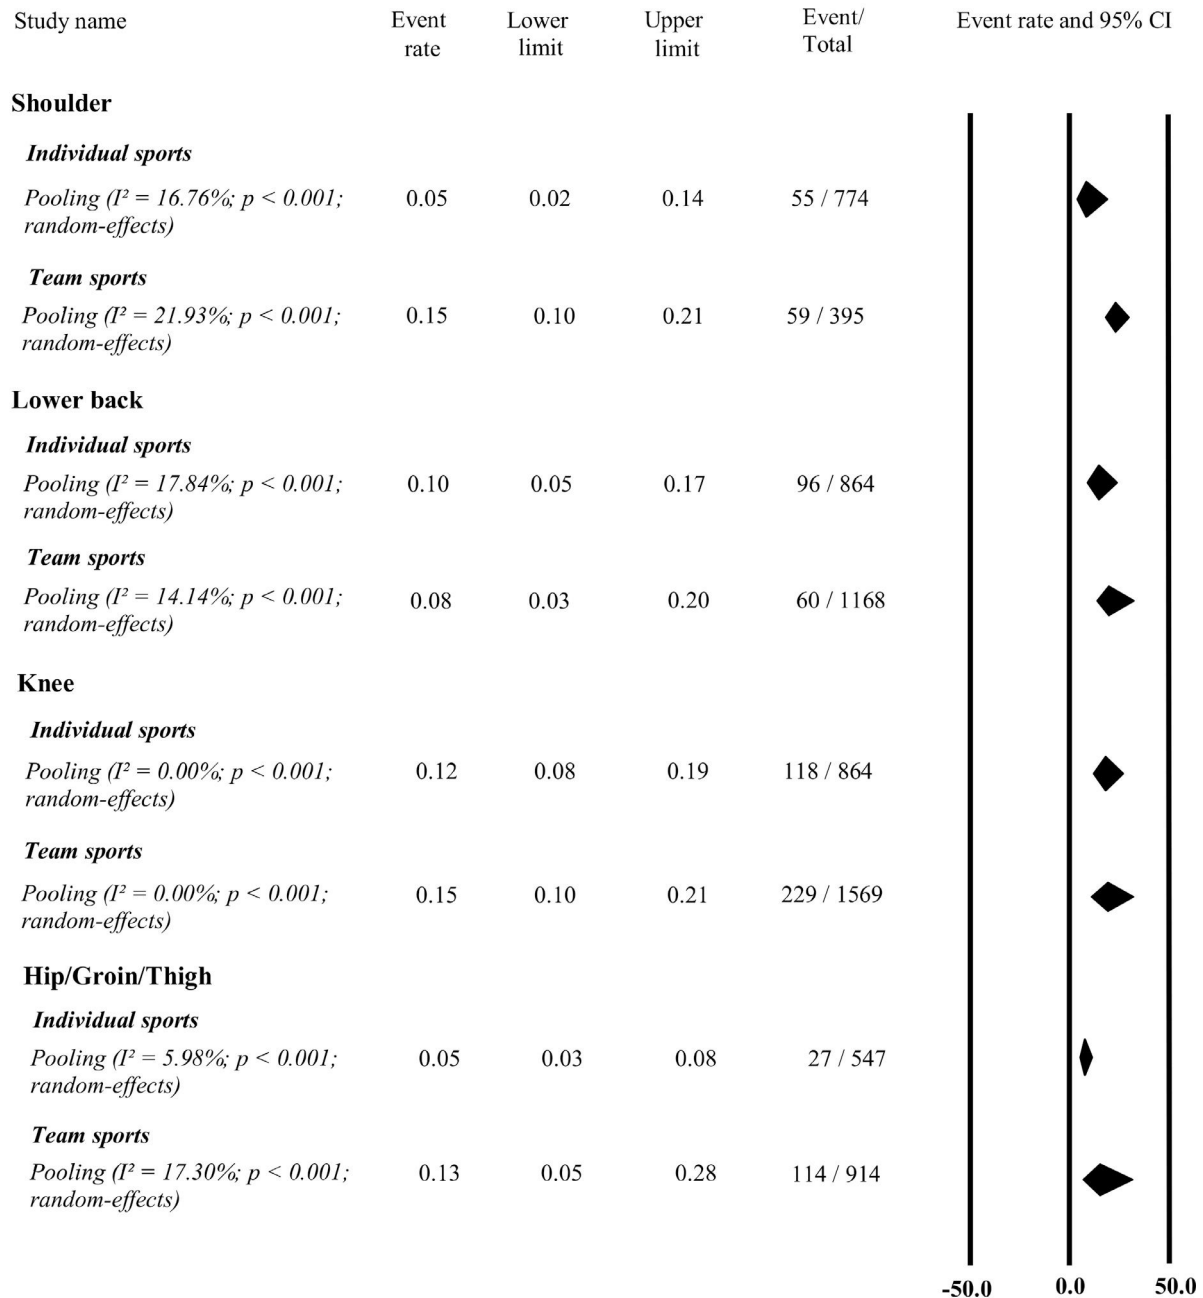 Study name Event Lower Upper Event/ Event rate and 95% CI
rate limit limit Total
Shoulder
Individual sports
Pooling (I² = 16.76%; p < 0.001; 0.05 0.02 0.14 55 / 774
random-effects)
Team sports
Pooling (I² = 21.93%; p < 0.001; 0.15 0.10 0.21 59 / 395
random-effects)
Lower back
Individual sports
Pooling (I² = 17.84%; p < 0.001; 0.10 0.05 0.17 96 / 864
random-effects)
Team sports
Pooling (I² = 14.14%; p < 0.001; 0.08 0.03 0.20 60 / 1168
random-effects)
Knee
Individual sports
Pooling (I² = 0.00%; p < 0.001; 0.12 0.08 0.19 118 / 864
random-effects)
Team sports
Pooling (I² = 0.00%; p < 0.001; 0.15 0.10 0.21 229 / 1569
random-effects)
Hip/Groin/Thigh
Individual sports
Pooling (I² = 5.98%; p < 0.001; 0.05 0.03 0.08 27 / 547
random-effects)
Team sports
Pooling (I² = 17.30%; p < 0.001; 0.13 0.05 0.28 114 / 914
random-effects)
-50.0 0.0 50.0